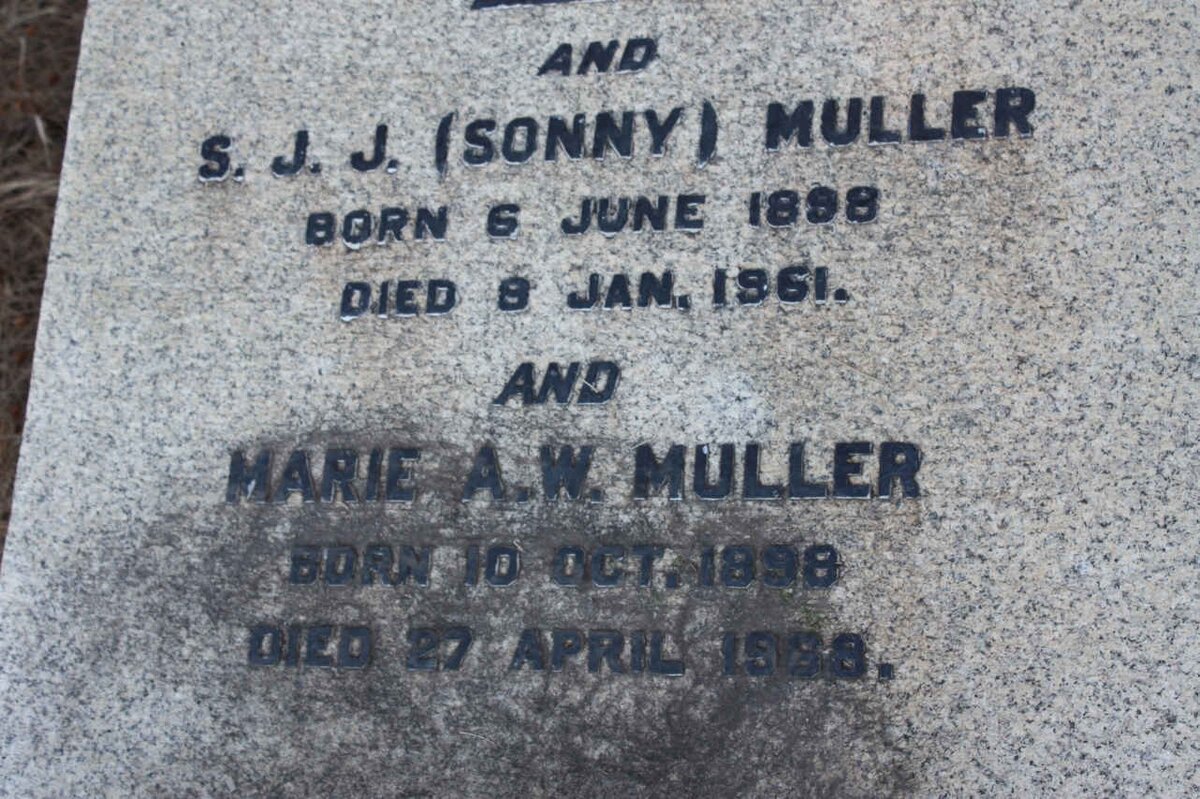 AND
S. J. J. (SONNY) MULLER
BORN 6 JUNE 1898
DIED 8 JAN. 1961.
AND
MARIE A.W. MULLER
BORN 10 OCT. 1898
DIED 27 APRIL 1988.